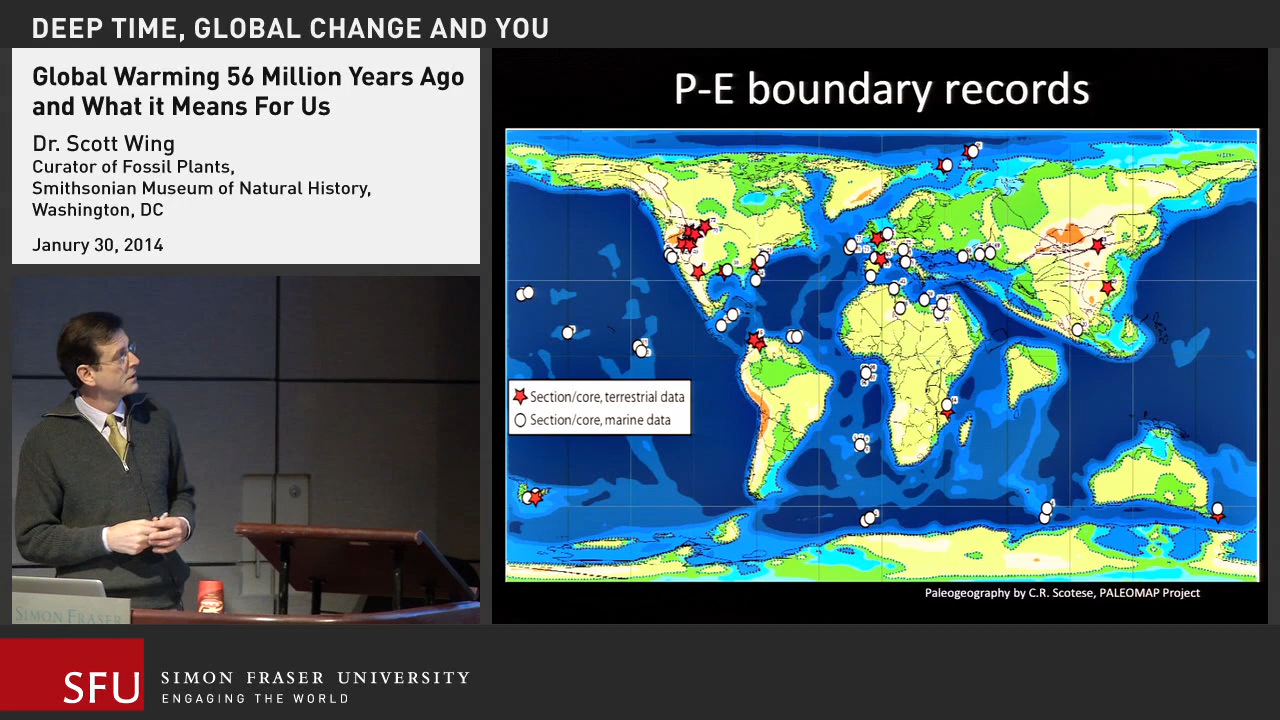 DEEP TIME, GLOBAL CHANGE AND YOU
Global Warming 56 Million Years Ago
and What it Means For Us
Dr. Scott Wing
Curator of Fossil Plants,
Smithsonian Museum of Natural History,
Washington, DC
Janury 30, 2014
P-E boundary records
Section/core, terrestrial data
Section/core, marine data
Paleogeography by C.R. Scotese, PALEOMAP Project
SIMON FRASER
SFU
SIMON FRASER UNIVERSITY
ENGAGING THE WORLD